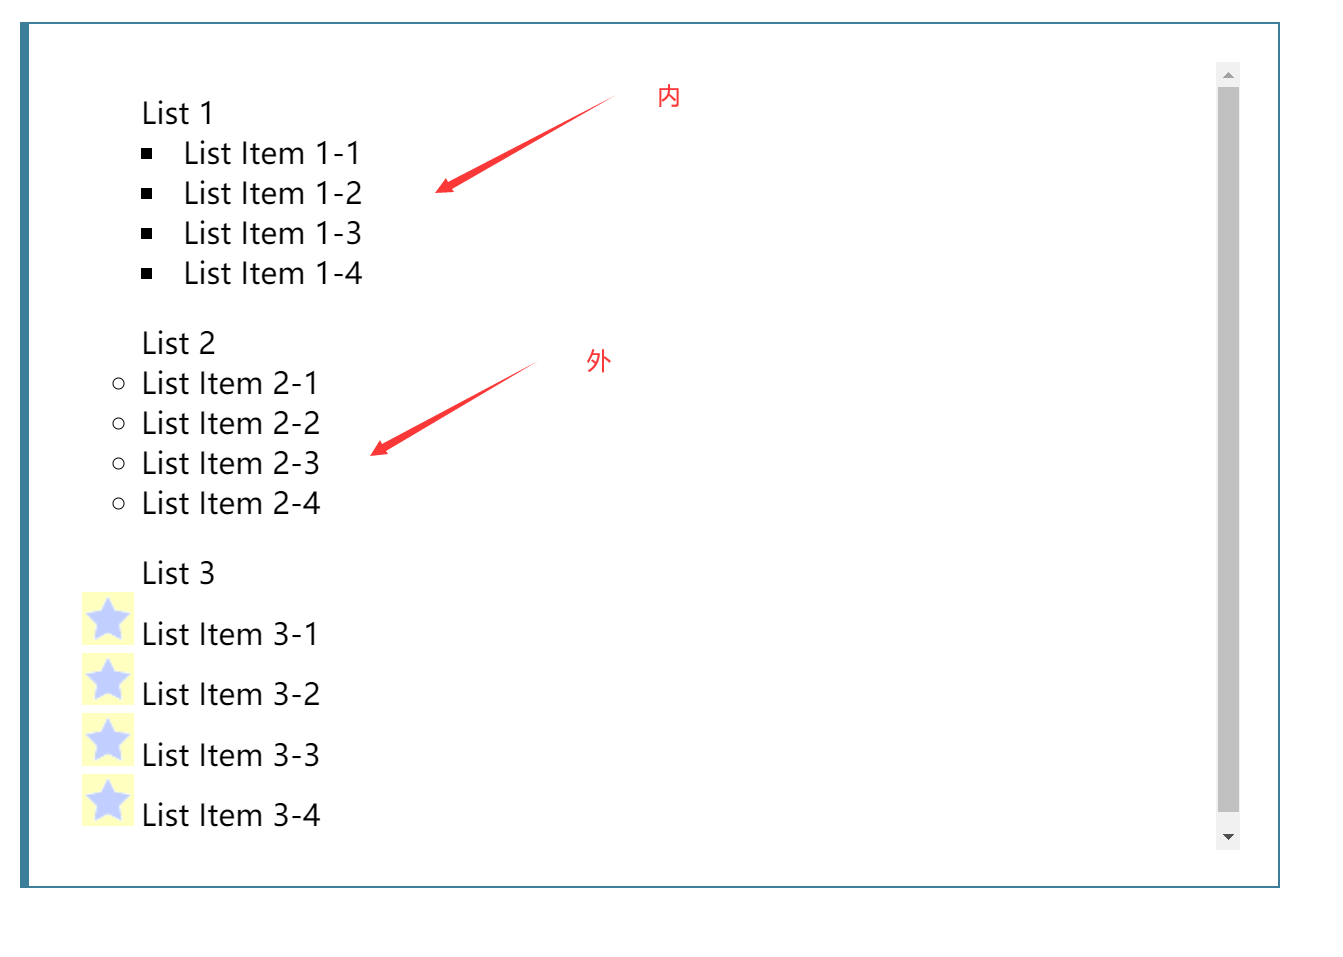 内
List 1
List Item 1-1
List Item 1-2
List Item 1-3
List Item 1-4
List 2
外
List Item 2-1
List Item 2-2
List Item 2-3
List Item 2-4
List 3
List Item 3-1
List Item 3-2
List Item 3-3
List Item 3-4